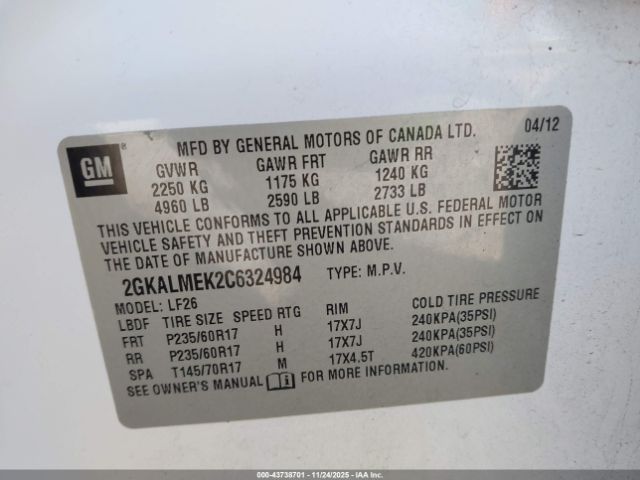 MFD BY GENERAL MOTORS OF CANADA LTD. 04/12
GM®
GVWR GAWR FRT GAWR RR
2250 KG 1175 KG 1240 KG
4960 LB 2590 LB 2733 LB
THIS VEHICLE CONFORMS TO ALL APPLICABLE U.S. FEDERAL MOTOR
VEHICLE SAFETY AND THEFT PREVENTION STANDARDS IN EFFECT ON
THE DATE OF MANUFACTURE SHOWN ABOVE.
2GKALMEK2C6324984 TYPE: M.P.V.
MODEL: LF26
LBDF TIRE SIZE SPEED RTG RIM COLD TIRE PRESSURE
FRT P235/60R17 H 17X7J 240KPA(35PSI)
RR P235/60R17 H 17X7J 240KPA(35PSI)
SPA T145/70R17 M 17X4.5T 420KPA(60PSI)
SEE OWNER'S MANUAL i FOR MORE INFORMATION.
000-43738701 - 11/24/2025 - IAAI.COM